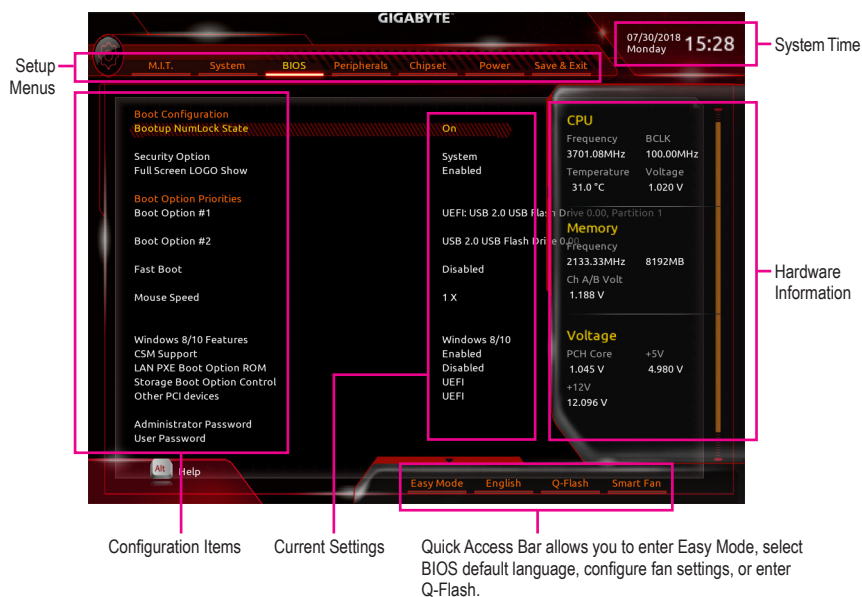 GIGABYTE™
07/30/2018
Monday
15:28
System Time
Setup
Menus
M.I.T. System BIOS Peripherals Chipset Power Save & Exit
Boot Configuration
Bootup NumLock State On
Security Option System
Full Screen LOGO Show Enabled
Boot Option Priorities
Boot Option #1 UEFI: USB 2.0 USB Flash Drive 0.00, Partition 1
Boot Option #2 USB 2.0 USB Flash Drive 0.00
Fast Boot Disabled
Mouse Speed 1 X
Windows 8/10 Features Windows 8/10
CSM Support Enabled
LAN PXE Boot Option ROM Disabled
Storage Boot Option Control UEFI
Other PCI devices UEFI
Administrator Password
User Password
CPU
Frequency BCLK
3701.08MHz 100.00MHz
Temperature Voltage
31.0 °C 1.020 V
Memory
Frequency
2133.33MHz 8192MB
Ch A/B Volt
1.188 V
Voltage
PCH Core +5V
1.045 V 4.980 V
+12V
12.096 V
Hardware
Information
Alt Help
Easy Mode English Q-Flash Smart Fan
Configuration Items
Current Settings
Quick Access Bar allows you to enter Easy Mode, select
BIOS default language, configure fan settings, or enter
Q-Flash.